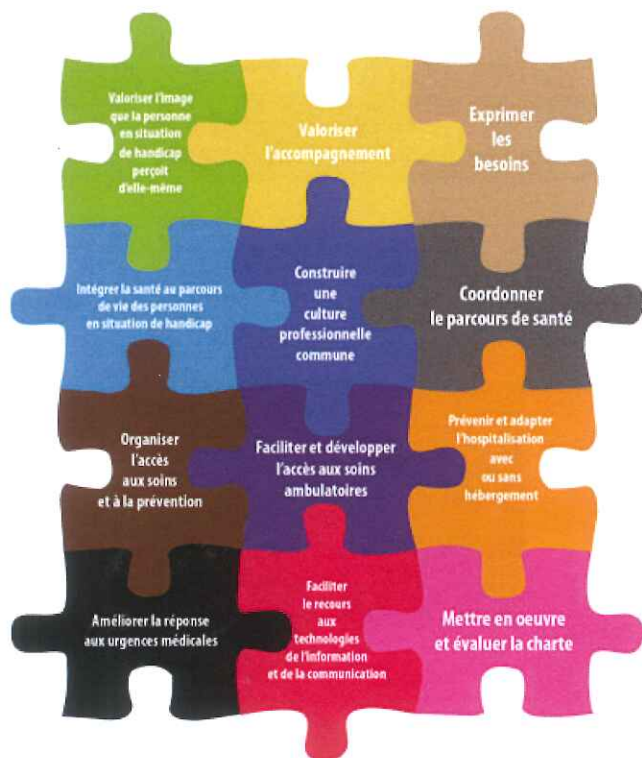 Valoriser l'image
que la personne
en situation
de handicap
perçoit
d'elle-même
Valoriser
l'accompagnement
Exprimer
les
besoins
Intégrer la santé au parcours
de vie des personnes
en situation de handicap
Construire
une
culture
professionnelle
commune
Coordonner
le parcours de santé
Organiser
l'accès
aux soins
et à la prévention
Faciliter et développer
l'accès aux soins
ambulatoires
Prévenir et adapter
l'hospitalisation
avec
ou sans
hébergement
Améliorer la réponse
aux urgences médicales
Faciliter
le recours
aux
technologies
de l'information
et de la communication
Mettre en oeuvre
et évaluer la charte